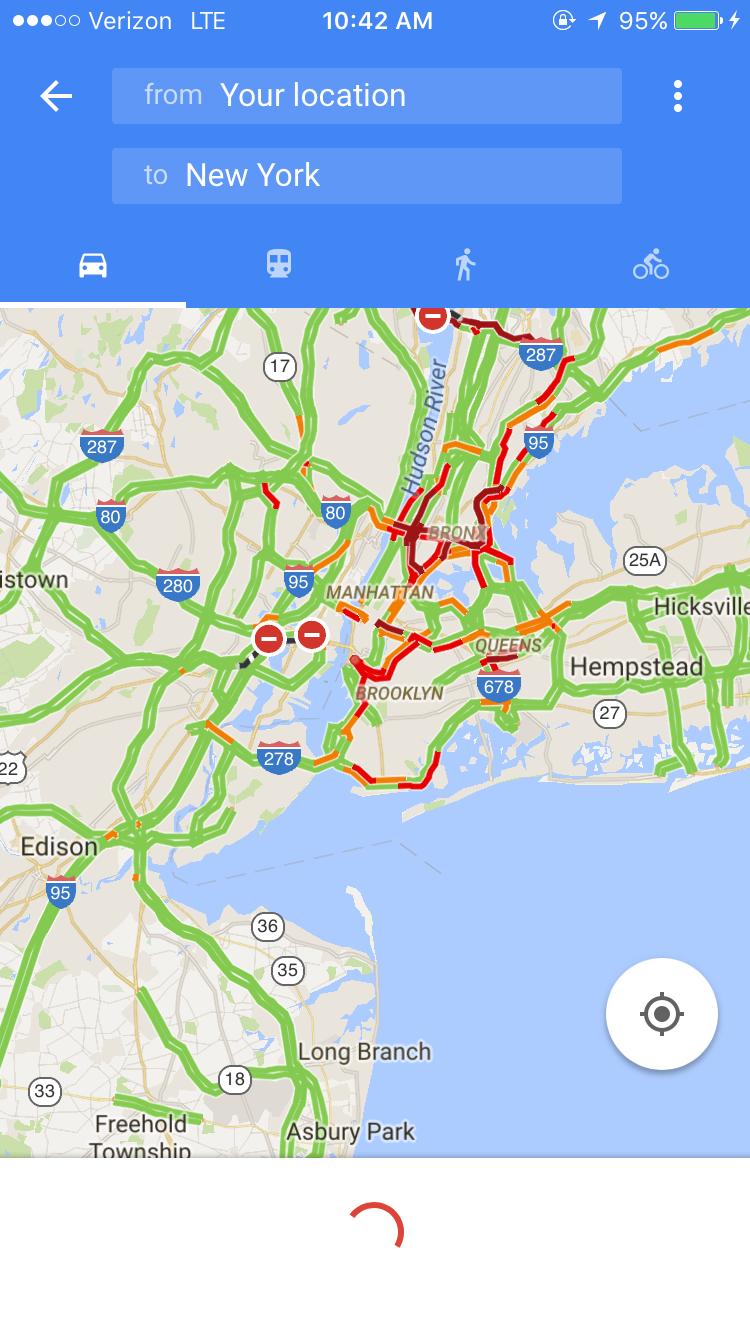 Verizon LTE 10:42 AM 95%
from Your location
to New York
17
287
Hudson River
287
95
80
80
BRONX
25A
istown
280
95
MANHATTAN
Hicksville
QUEENS
Hempstead
678
BROKLYN
27
278
22
Edison
95
36
35
Long Branch
18
33
Freehold
Township
Asbury Park